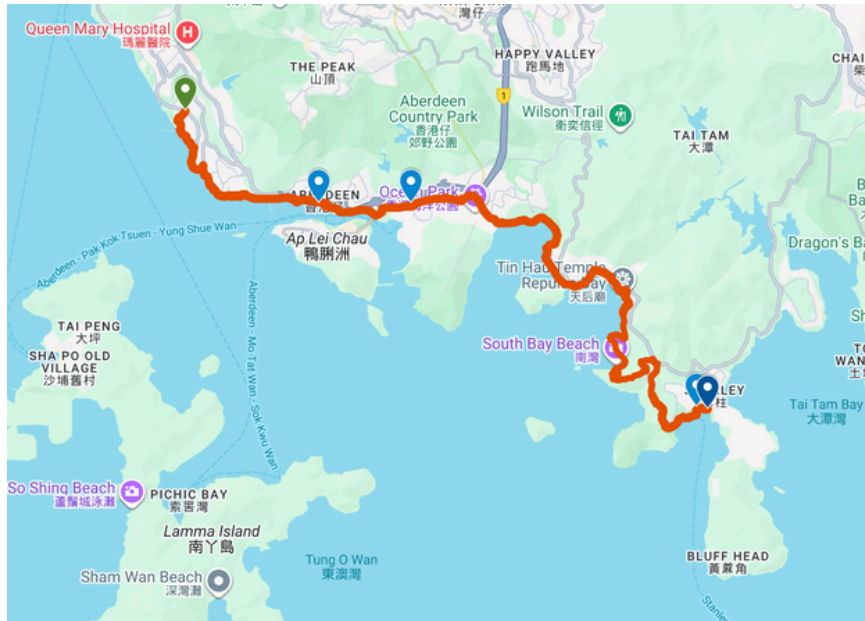 Queen Mary Hospital
瑪麗醫院
灣仔
HAPPY VALLEY
跑馬地
THE PEAK
山頂
1
Aberdeen
Country Park
香港仔
郊野公園
Wilson Trail
衛奕信徑
TAI TAM
大潭
ABERDEEN
Ocean Park
Ap Lei Chau
鴨脷洲
Dragon's Ba
Tin Hau Temple
Repulse Bay
天后廟
Aberdeen - Pak Kok Tsuen - Yung Shue Wan
Aberdeen - Mo Tat Wan - Sok Kwu Wan
TAI PENG
大坪
SHA PO OLD
VILLAGE
沙埔舊村
South Bay Beach
南灣
Tai Tam Bay
大潭灣
So Shing Beach
蘆鬚城泳灘
PICHIC BAY
索罟灣
Lamma Island
南丫島
Tung O Wan
東澳灣
Sham Wan Beach
深灣灘
BLUFF HEAD
黃麻角
Stanle